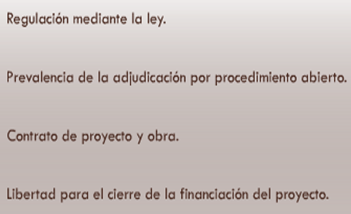 Regulación mediante la ley.
Prevalencia de la adjudicación por procedimiento abierto.
Contrato de proyecto y obra.
Libertad para el cierre de la financiación del proyecto.